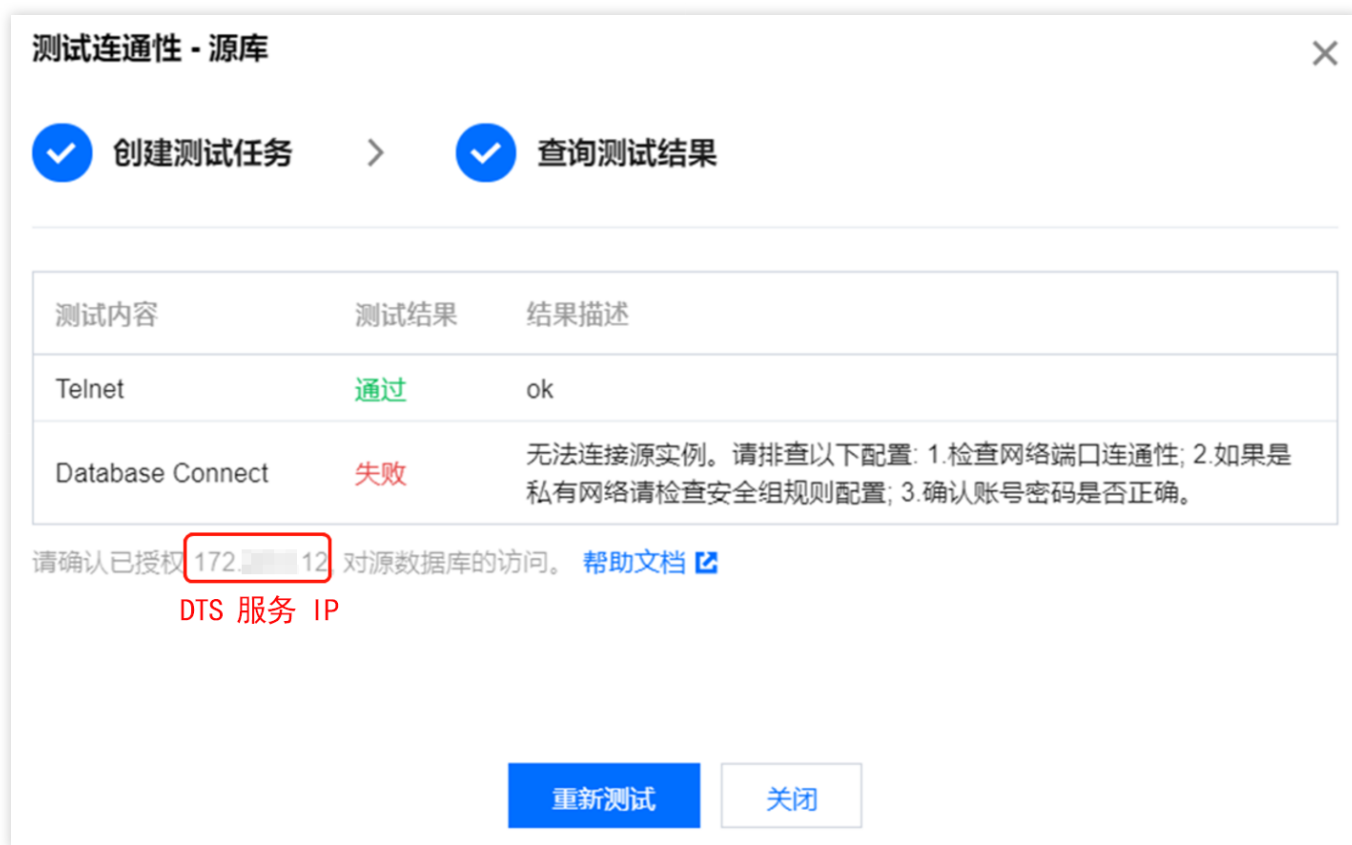 测试连通性 - 源库
创建测试任务
查询测试结果
测试内容 测试结果 结果描述
Telnet 通过 ok
Database Connect 失败 无法连接源实例。请排查以下配置: 1.检查网络端口连通性; 2.如果是
私有网络请检查安全组规则配置; 3.确认账号密码是否正确。
请确认已授权 172. 12 对源数据库的访问。 帮助文档
DTS 服务 IP
重新测试 关闭